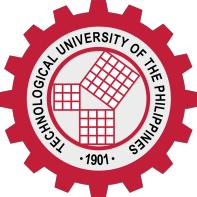 TECHNOLOGICAL UNIVERSITY OF THE PHILIPPINES
· 1901 ·